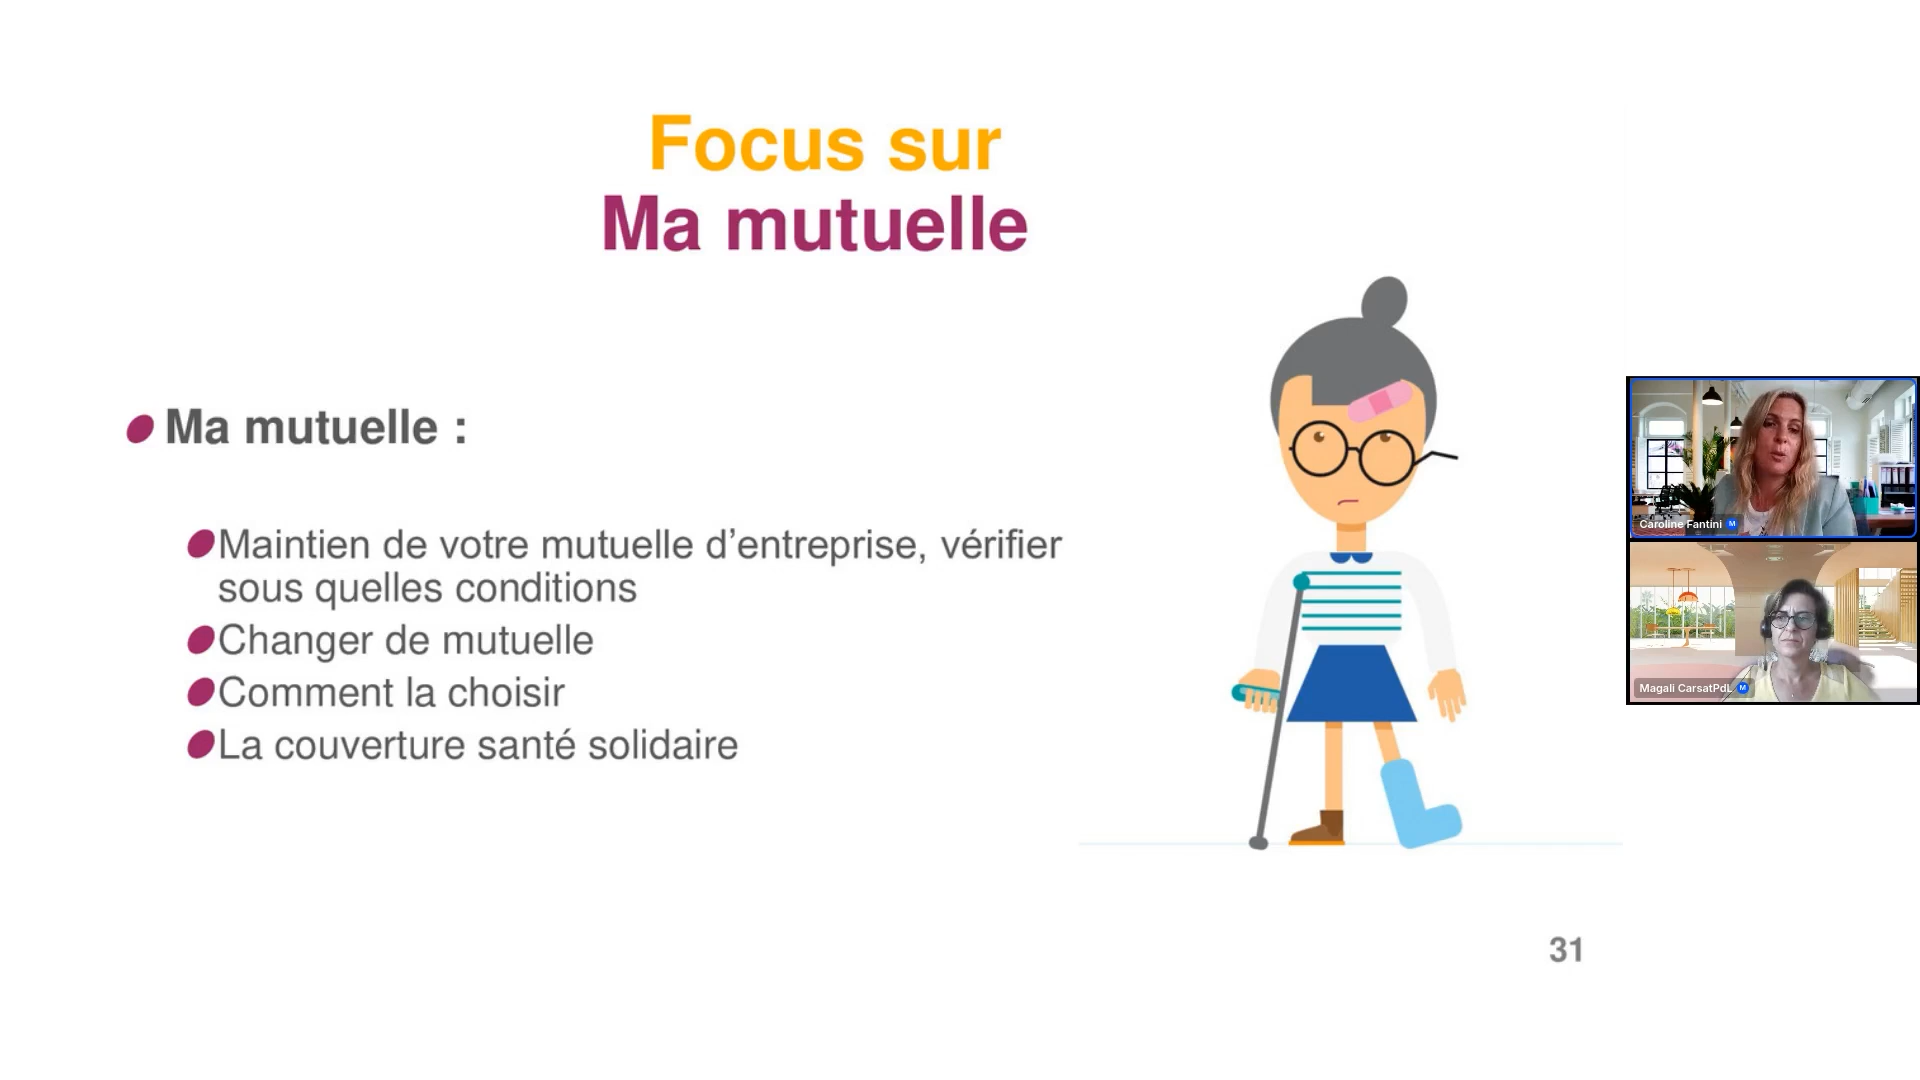 Focus sur
Ma mutuelle
Ma mutuelle :
Maintien de votre mutuelle d’entreprise, vérifier
sous quelles conditions
Changer de mutuelle
Comment la choisir
La couverture santé solidaire
31
Caroline Fantini M
Magali CarsatPdL M